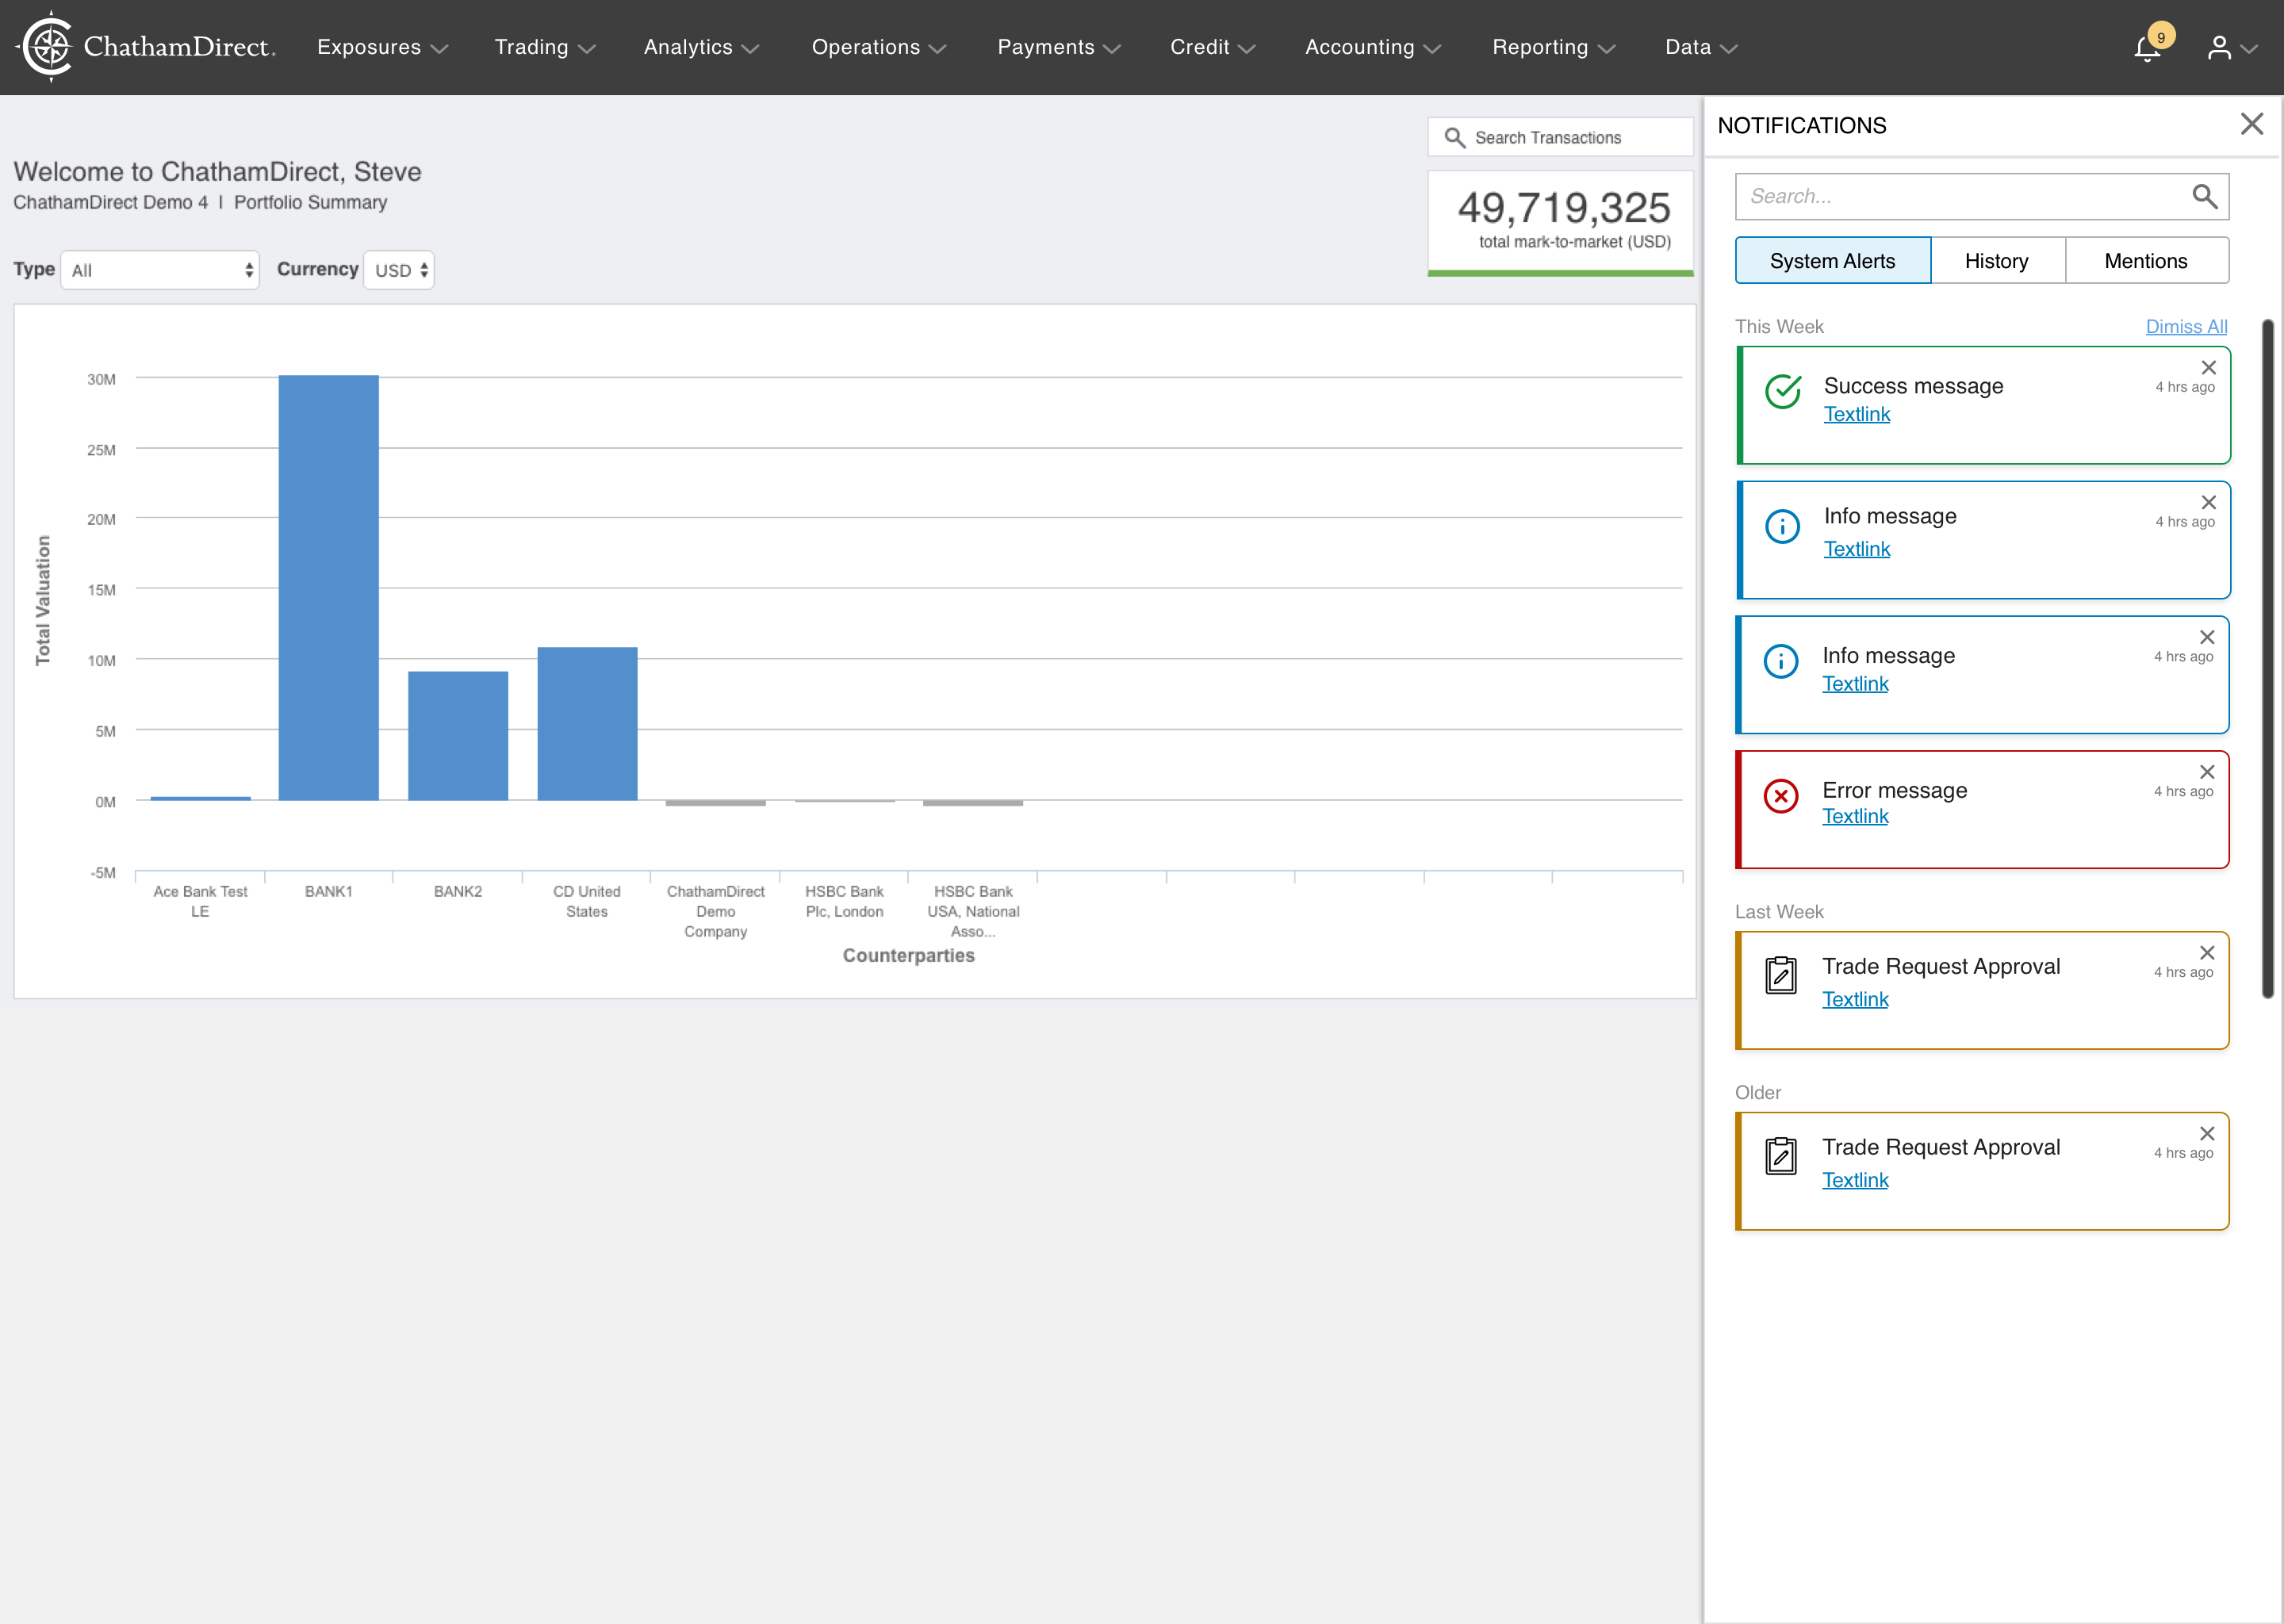 ChathamDirect. Exposures Trading Analytics Operations Payments Credit Accounting Reporting Data 9
Search Transactions
Welcome to ChathamDirect, Steve
ChathamDirect Demo 4 | Portfolio Summary
49,719,325
total mark-to-market (USD)
Type All Currency USD
Total Valuation
30M
25M
20M
15M
10M
5M
0M
-5M
Ace Bank Test
LE
BANK1
BANK2
CD United
States
ChathamDirect
Demo
Company
HSBC Bank
Plc, London
HSBC Bank
USA, National
Asso...
Counterparties
NOTIFICATIONS
Search...
System Alerts History Mentions
This Week Dimiss All
Success message 4 hrs ago
Textlink
Info message 4 hrs ago
Textlink
Info message 4 hrs ago
Textlink
Error message 4 hrs ago
Textlink
Last Week
Trade Request Approval 4 hrs ago
Textlink
Older
Trade Request Approval 4 hrs ago
Textlink